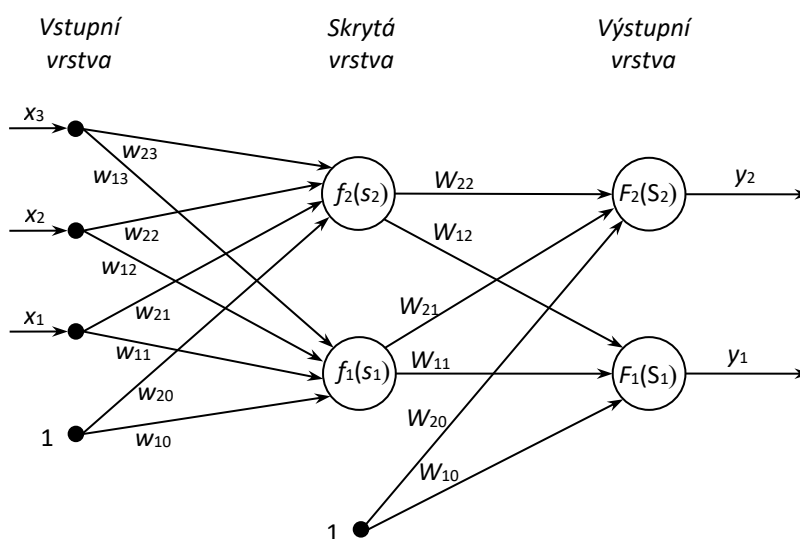 Vstupní
vrstva
Skrytá
vrstva
Výstupní
vrstva
x3
w23
w13
f2(s2)
W22
F2(S2)
y2
x2
w22
w12
W12
x1
w21
w11
W21
f1(s1)
W11
F1(S1)
y1
w20
1
w10
W20
W10
1